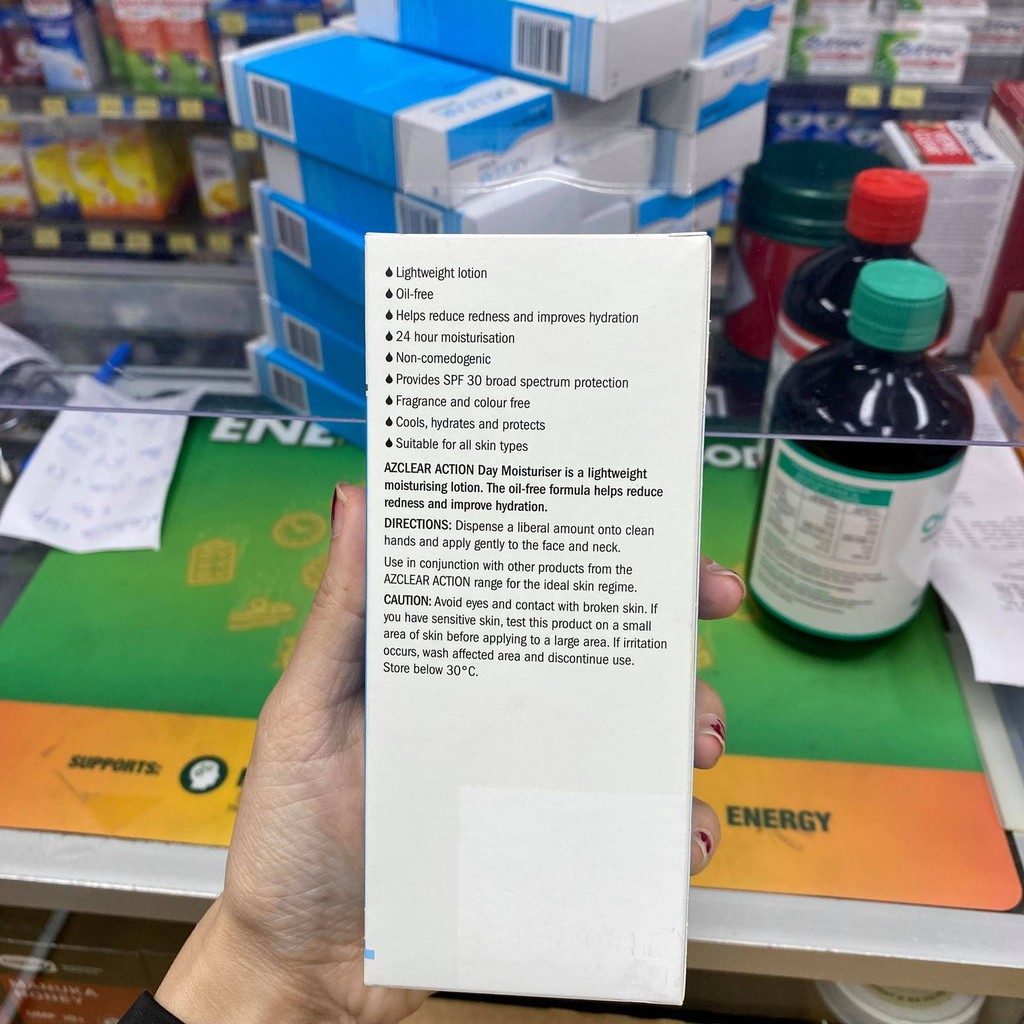 Lightweight lotion
Oil-free
Helps reduce redness and improves hydration
24 hour moisturisation
Non-comedogenic
Provides SPF 30 broad spectrum protection
Fragrance and colour free
Cools, hydrates and protects
Suitable for all skin types
AZCLEAR ACTION Day Moisturiser is a lightweight
moisturising lotion. The oil-free formula helps reduce
redness and improve hydration.
DIRECTIONS: Dispense a liberal amount onto clean
hands and apply gently to the face and neck.
Use in conjunction with other products from the
AZCLEAR ACTION range for the ideal skin regime.
CAUTION: Avoid eyes and contact with broken skin. If
you have sensitive skin, test this product on a small
area of skin before applying to a large area. If irritation
occurs, wash affected area and discontinue use.
Store below 30°C.
SUPPORTS:
ENERGY
MANUKA
HONEY